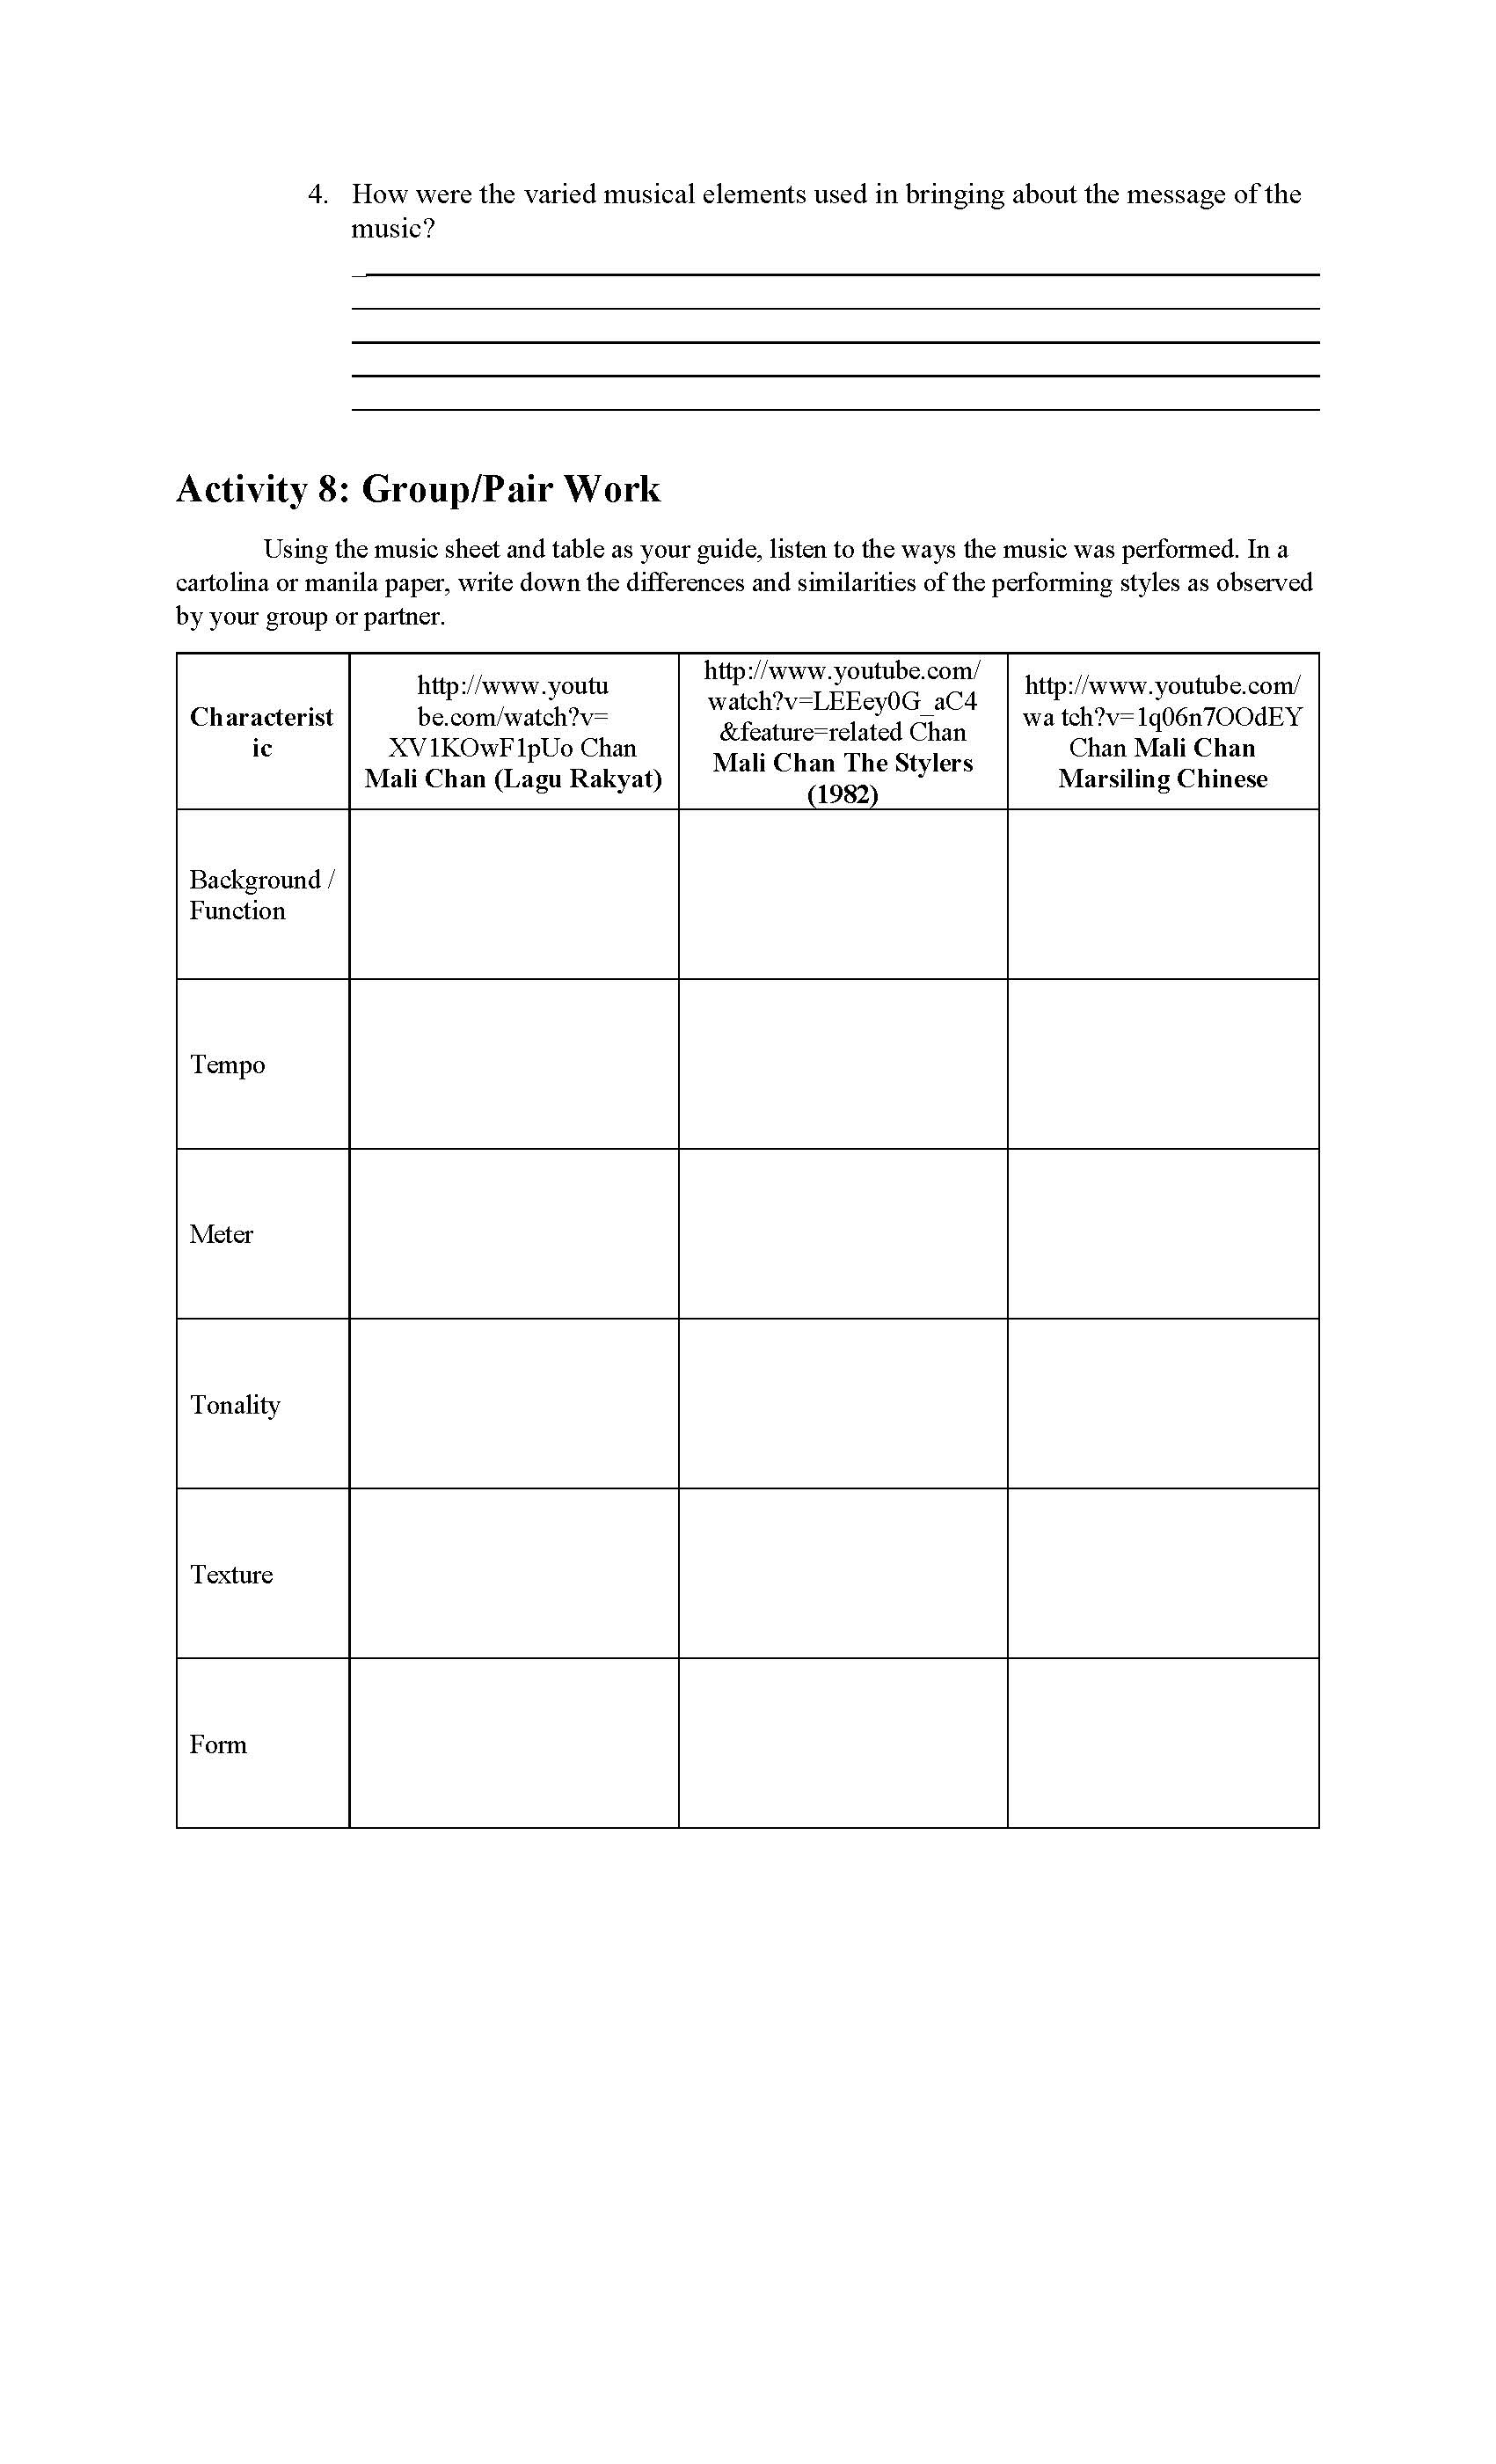 4. How were the varied musical elements used in bringing about the message of the
music?
Activity 8: Group/Pair Work
Using the music sheet and table as your guide, listen to the ways the music was performed. In a
cartolina or manila paper, write down the differences and similarities of the performing styles as observed
by your group or partner.
Characterist
ic
http://www.youtu
be.com/watch?v=
XV1KOwF1pUo Chan
Mali Chan (Lagu Rakyat)
http://www.youtube.com/
watch?v=LEEey0G_aC4
&feature=related Chan
Mali Chan The Stylers
(1982)
http://www.youtube.com/
wa tch?v=1q06n7OOdEY
Chan Mali Chan
Marsiling Chinese
Background /
Function
Tempo
Meter
Tonality
Texture
Form